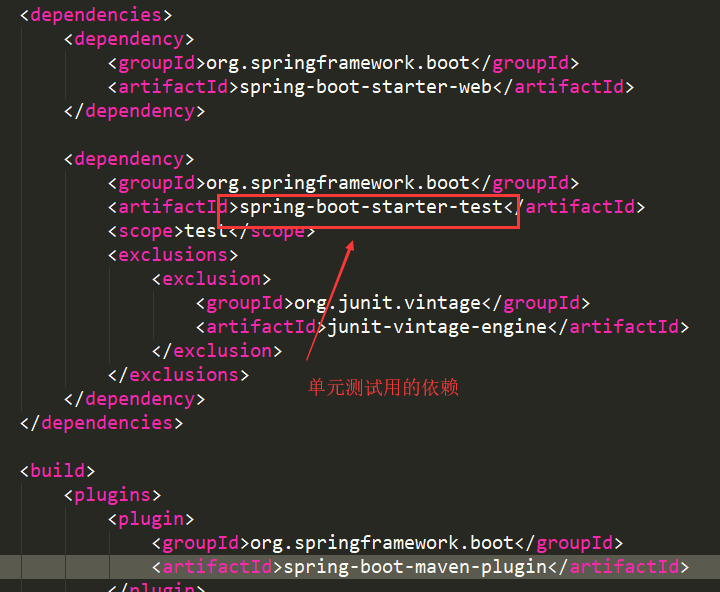 <dependencies>
<dependency>
<groupId>org.springframework.boot</groupId>
<artifactId>spring-boot-starter-web</artifactId>
</dependency>
<dependency>
<groupId>org.springframework.boot</groupId>
<artifactId>spring-boot-starter-test</artifactId>
<scope>test</scope>
<exclusions>
<exclusion>
<groupId>org.junit.vintage</groupId>
<artifactId>junit-vintage-engine</artifactId>
</exclusion>
</exclusions>
单元测试用的依赖
</dependency>
</dependencies>
<build>
<plugins>
<plugin>
<groupId>org.springframework.boot</groupId>
<artifactId>spring-boot-maven-plugin</artifactId>
</plugin>